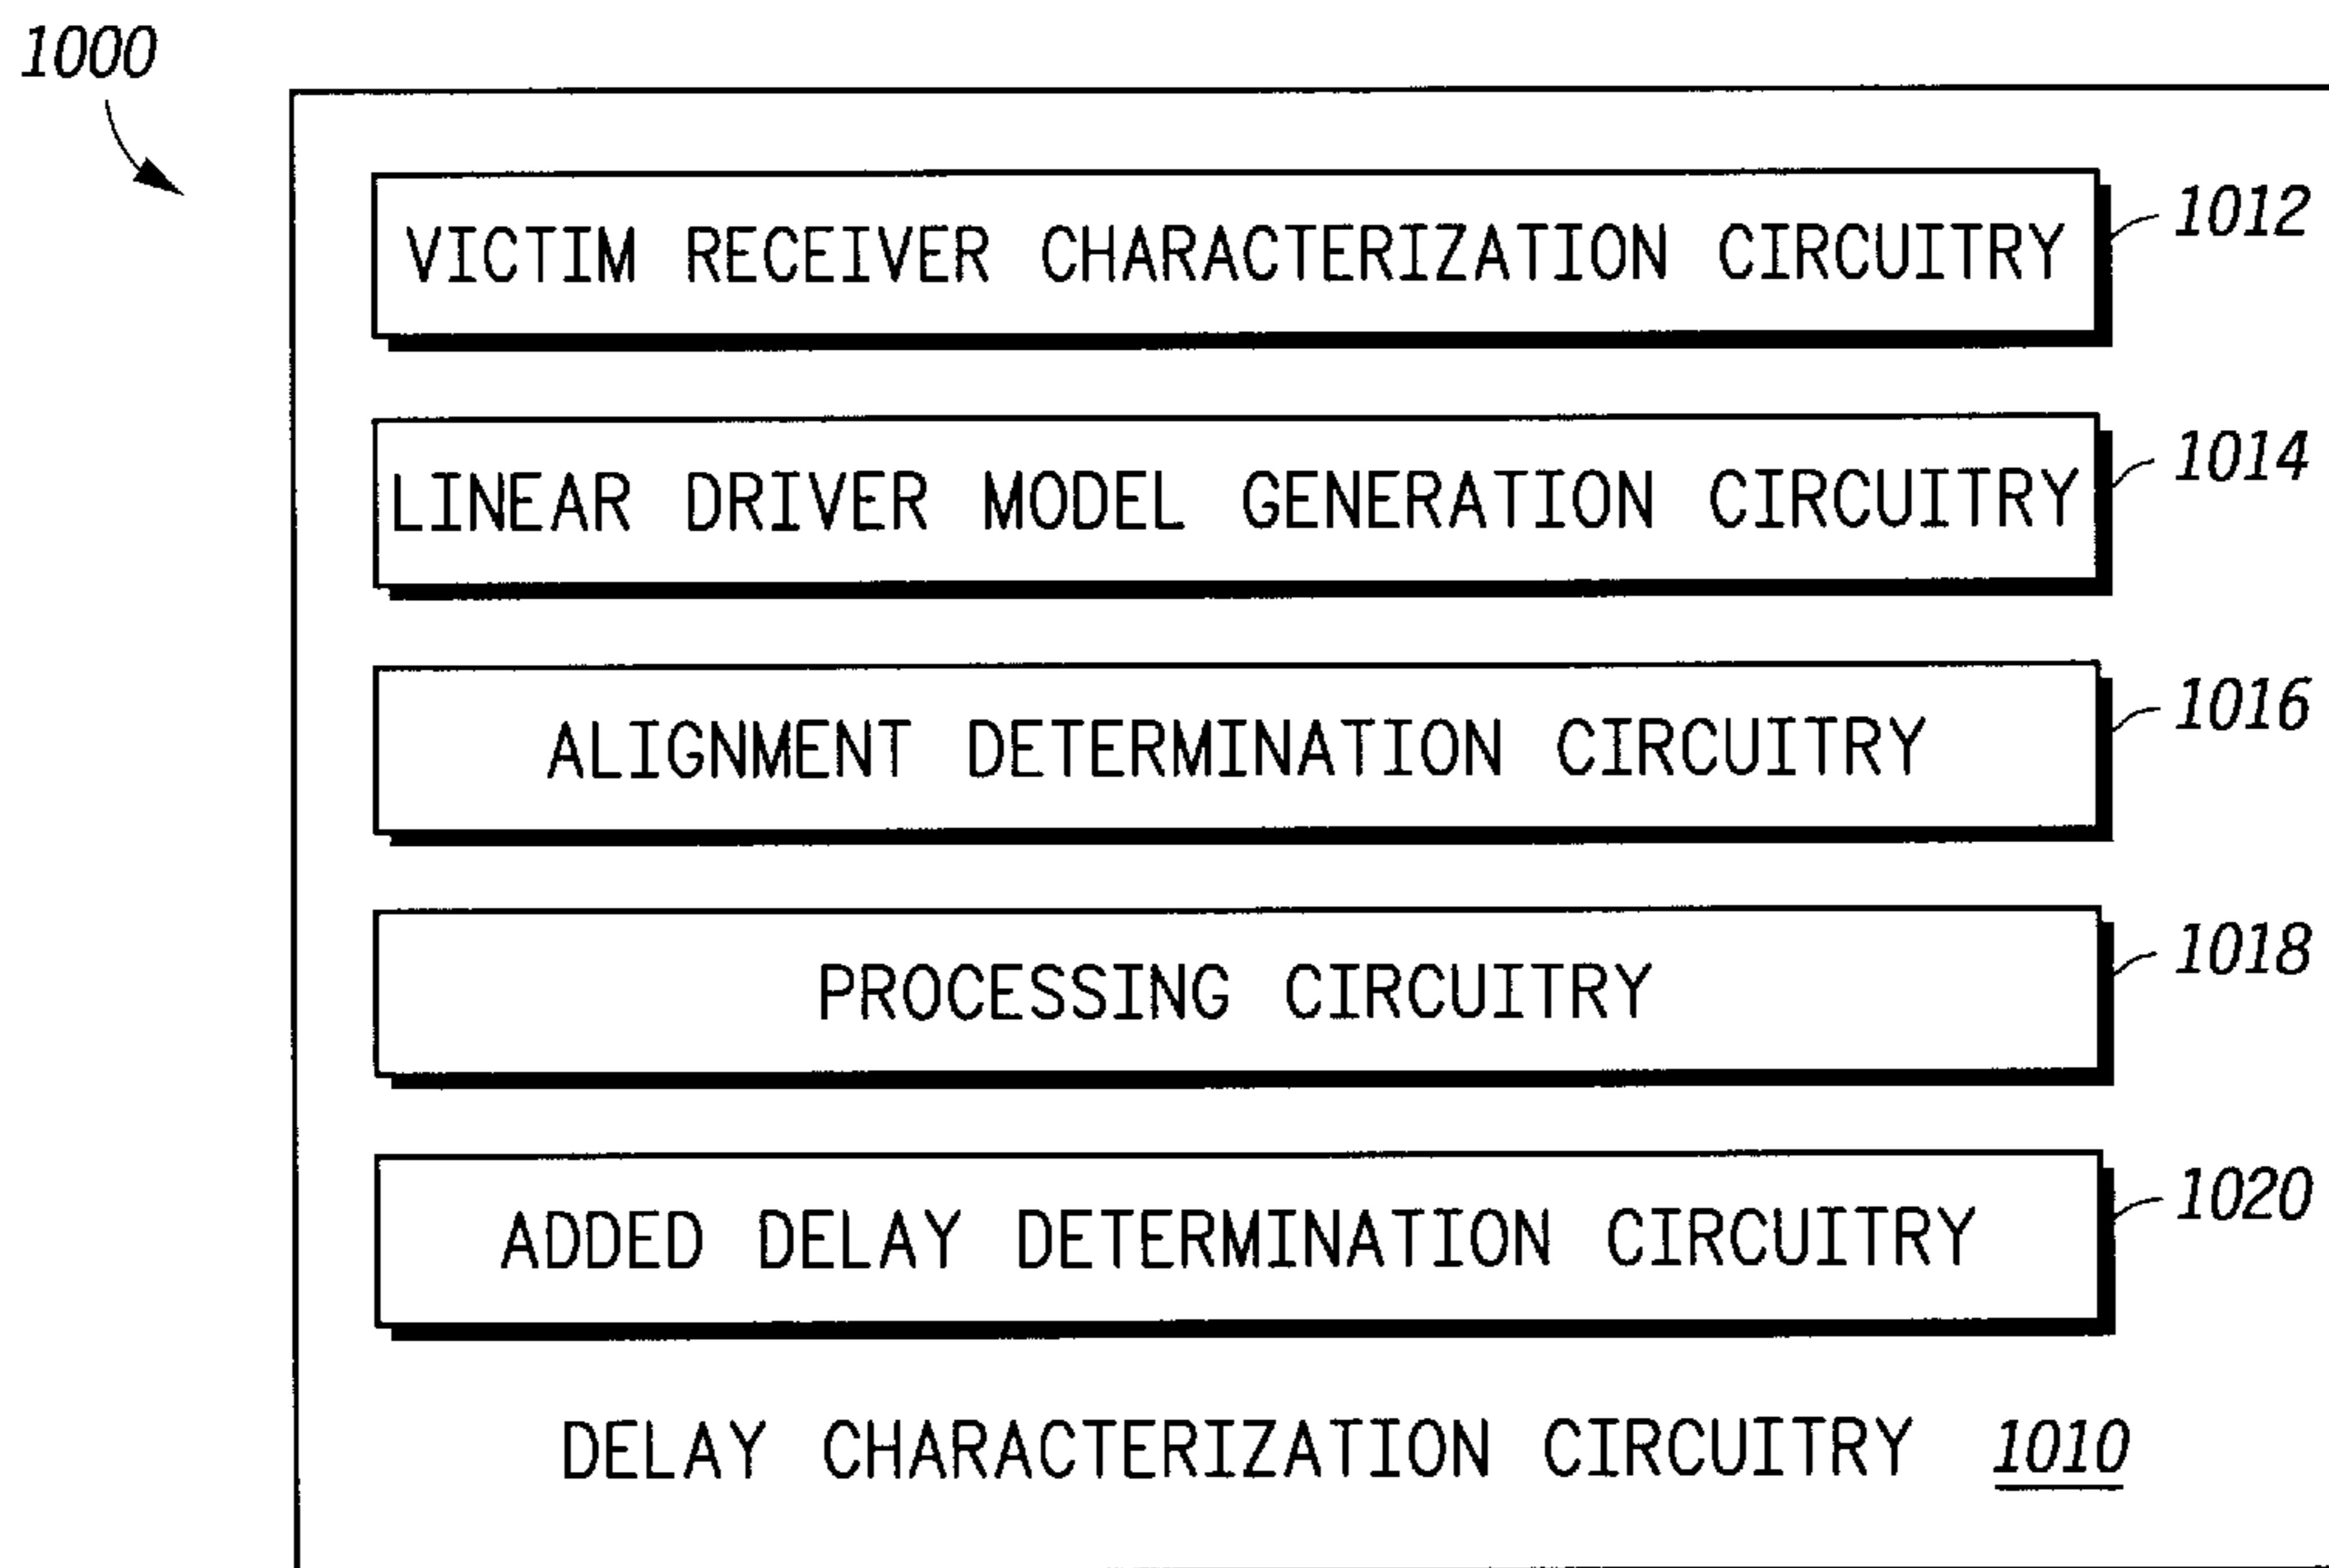 1000
VICTIM RECEIVER CHARACTERIZATION CIRCUITRY 1012
LINEAR DRIVER MODEL GENERATION CIRCUITRY 1014
ALIGNMENT DETERMINATION CIRCUITRY 1016
PROCESSING CIRCUITRY 1018
ADDED DELAY DETERMINATION CIRCUITRY 1020
DELAY CHARACTERIZATION CIRCUITRY 1010